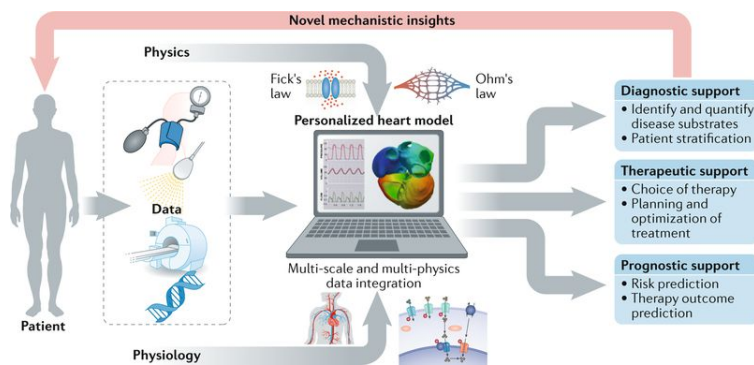 Novel mechanistic insights
Physics
Fick's
law
Ohm's
law
Personalized heart model
Data
Multi-scale and multi-physics
data integration
Patient
Physiology
Diagnostic support
• Identify and quantify
disease substrates
• Patient stratification
Therapeutic support
• Choice of therapy
• Planning and
optimization of
treatment
Prognostic support
• Risk prediction
• Therapy outcome
prediction